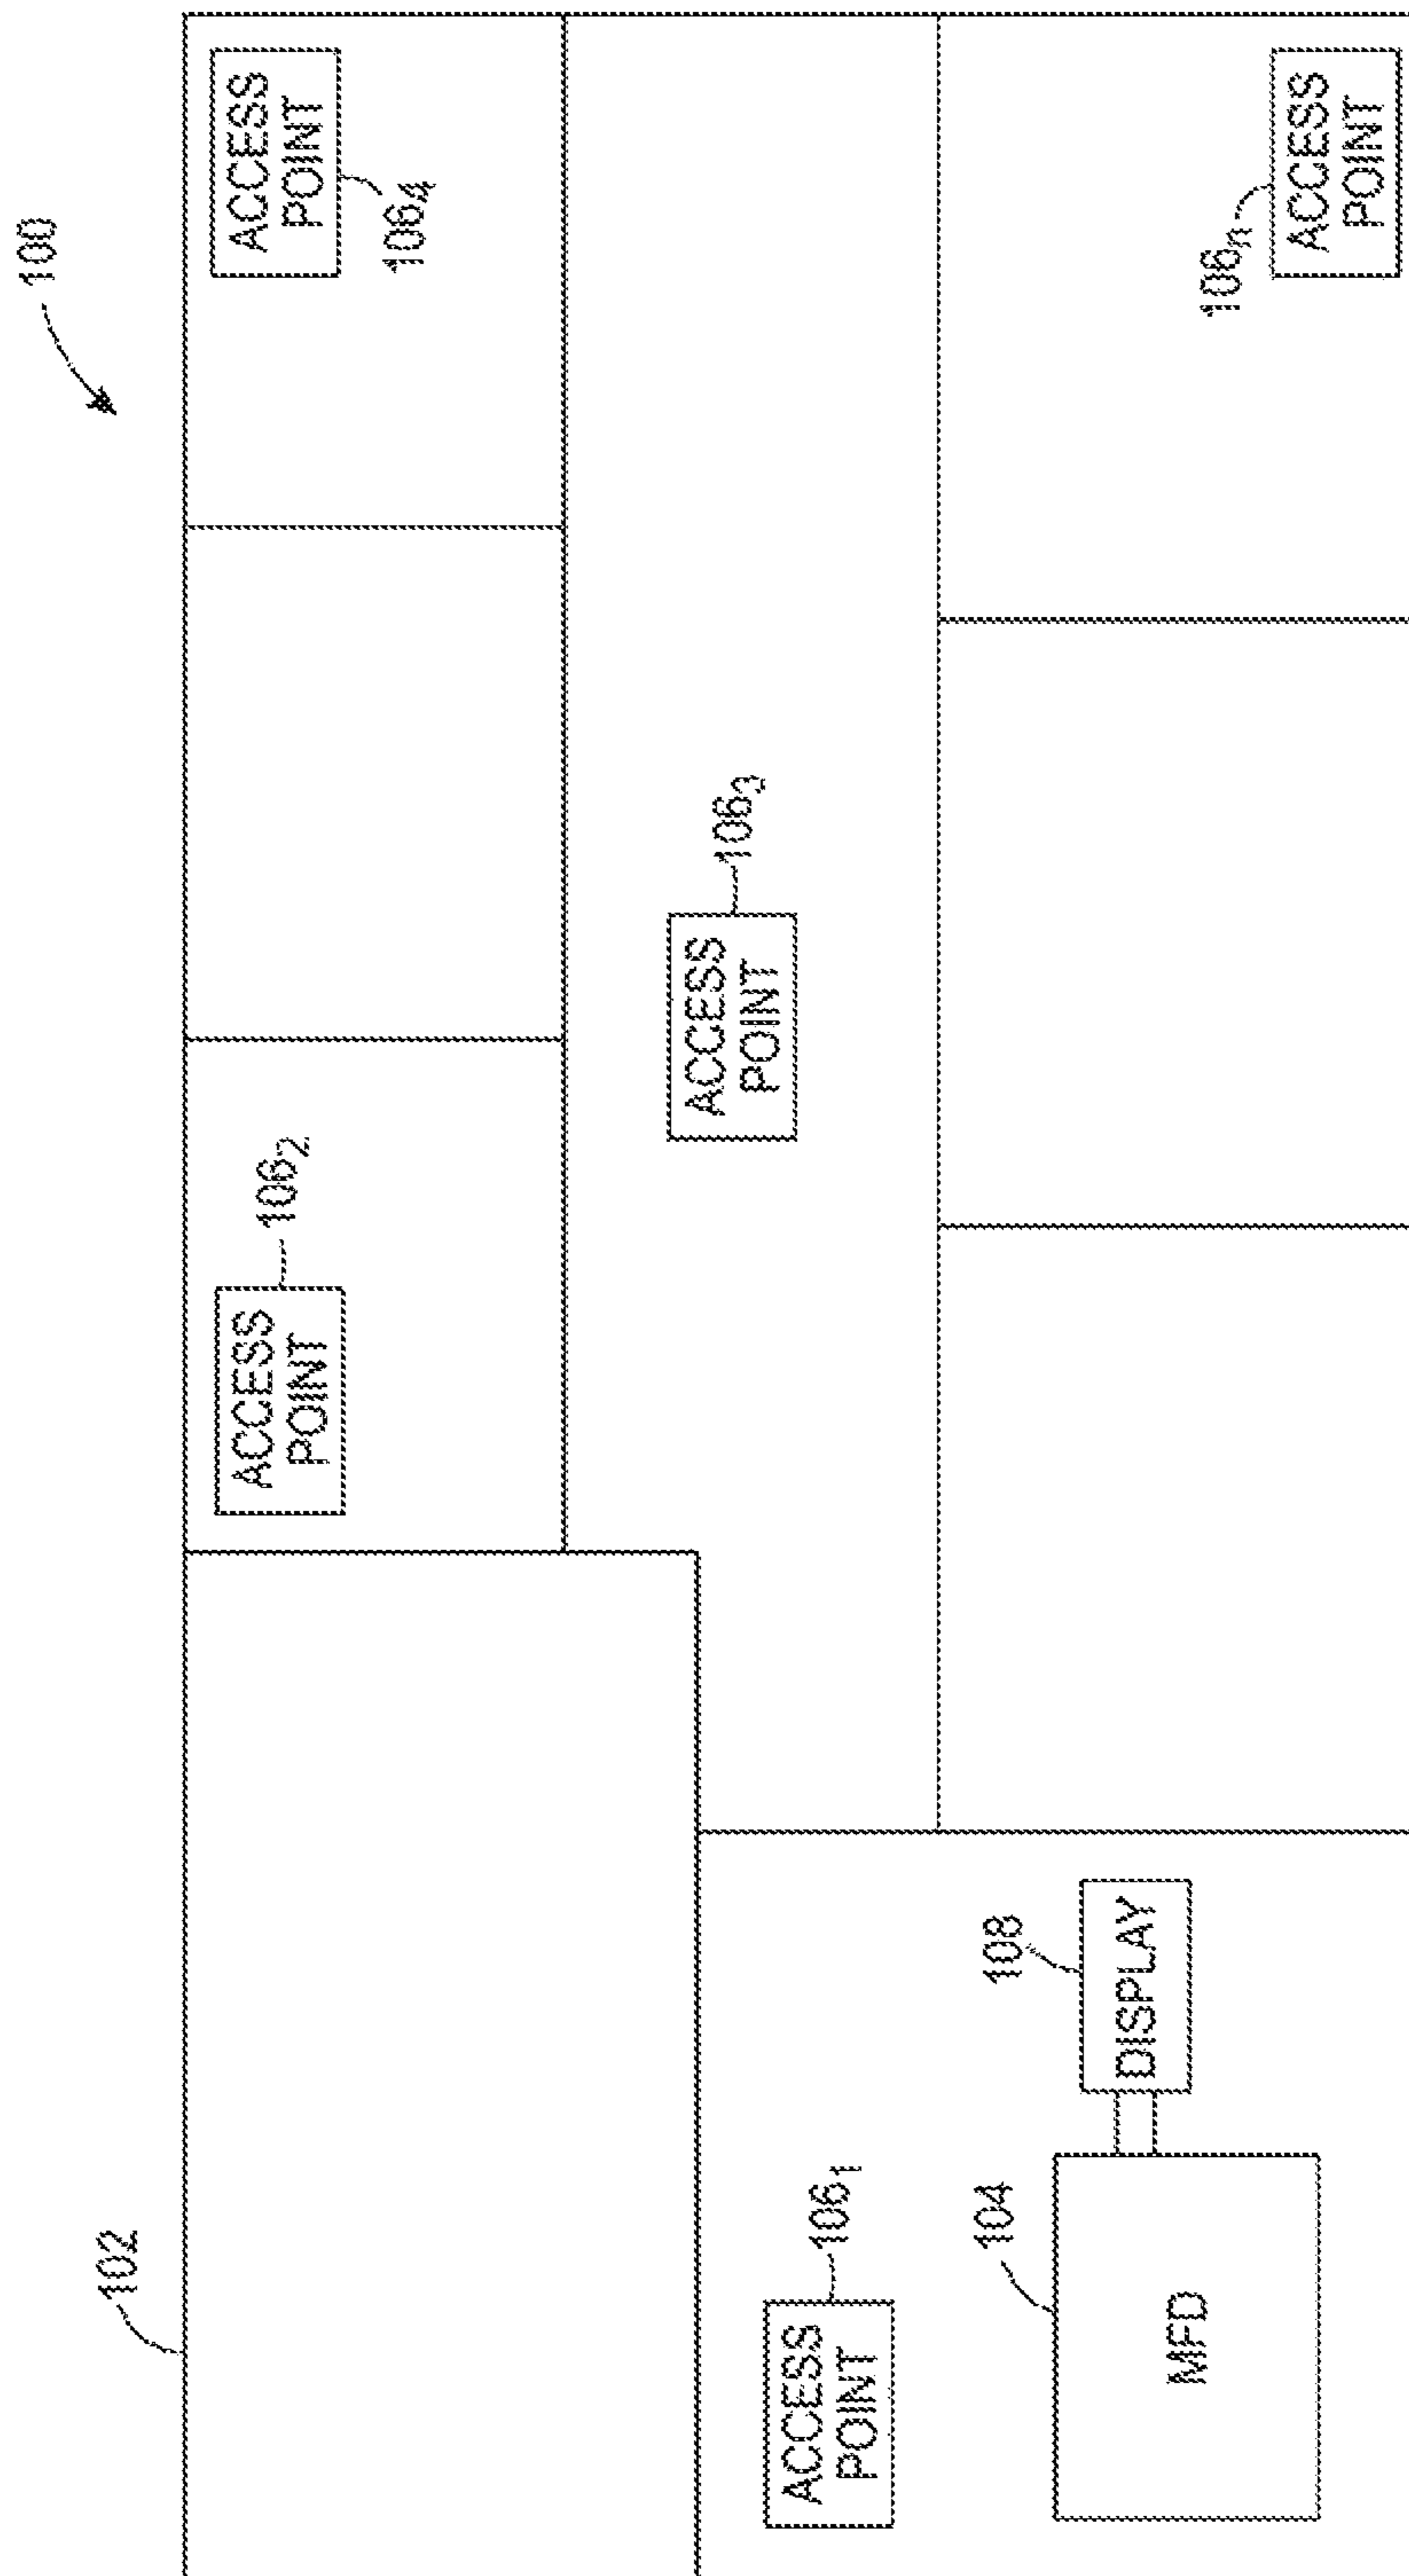 100
102
ACCESS
POINT
106₂
ACCESS
POINT
106₄
ACCESS
POINT
106₃
ACCESS
POINT
106₁
104
108
DISPLAY
MFD
106ₙ
ACCESS
POINT